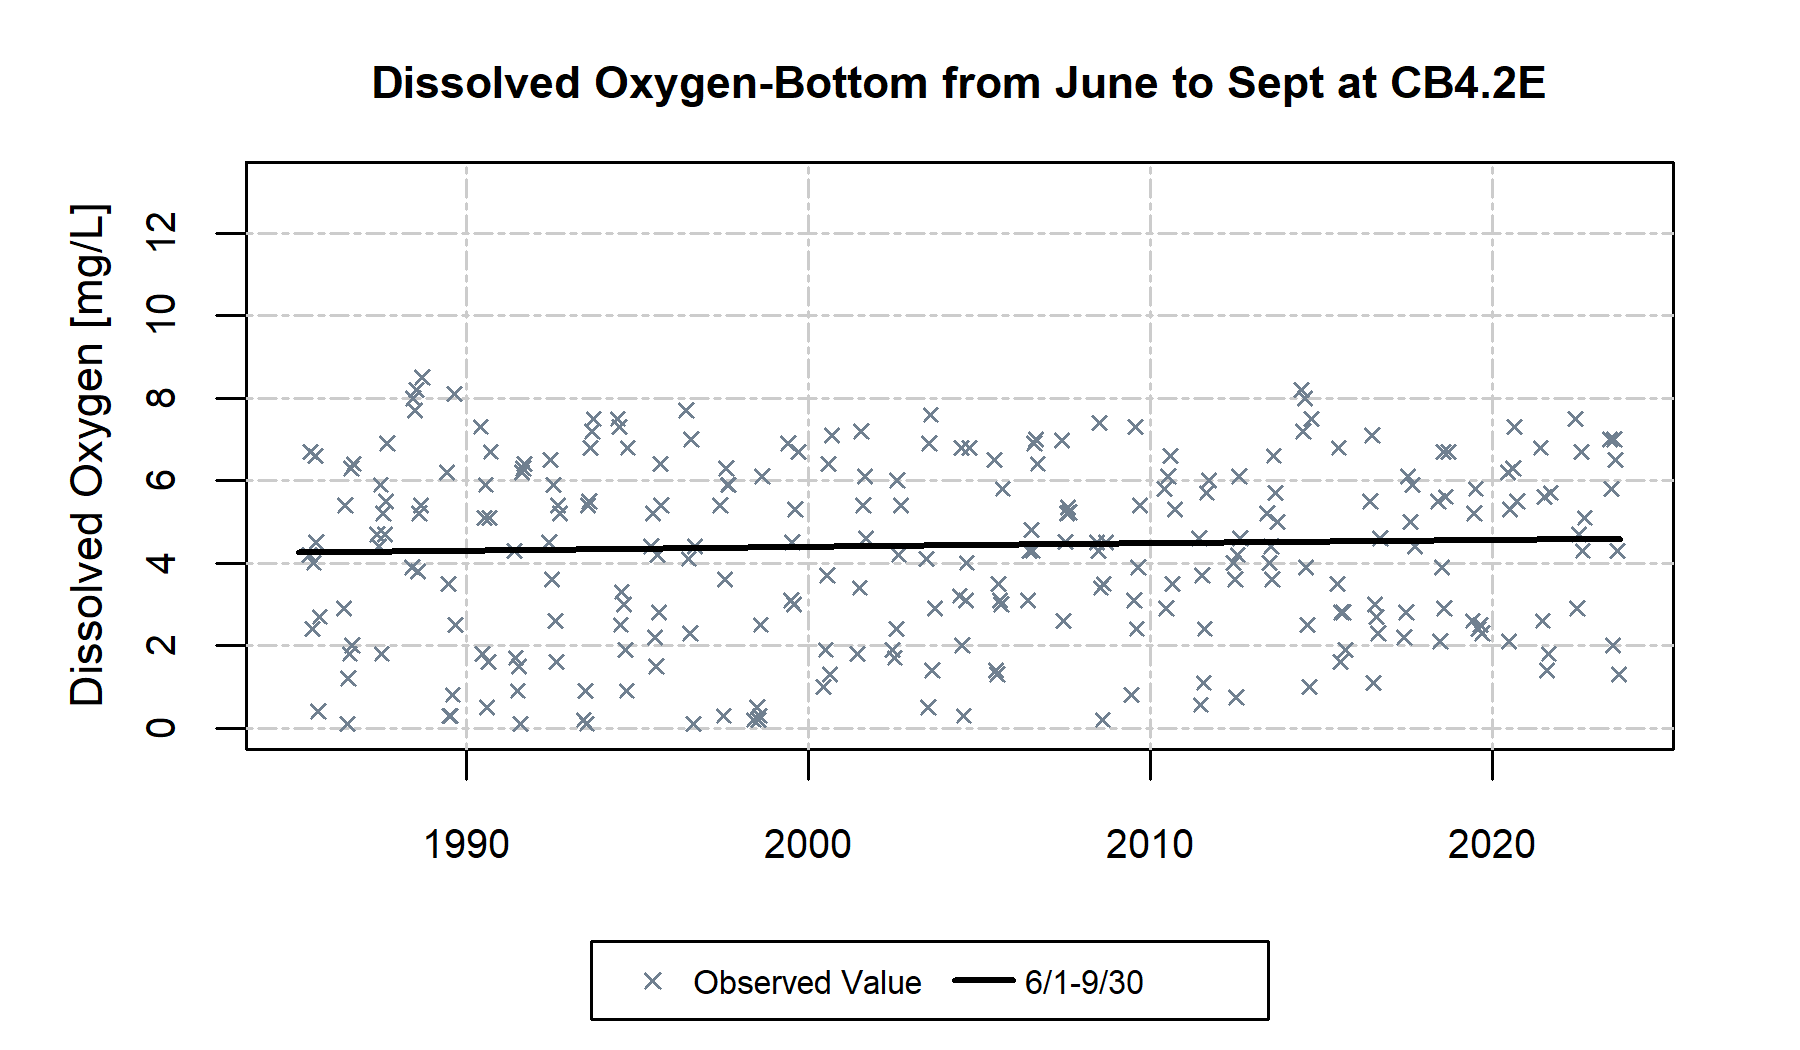 Dissolved Oxygen-Bottom from June to Sept at CB4.2E
Dissolved Oxygen [mg/L]
12
10
8
6
4
2
0
1990 2000 2010 2020
Observed Value 6/1-9/30